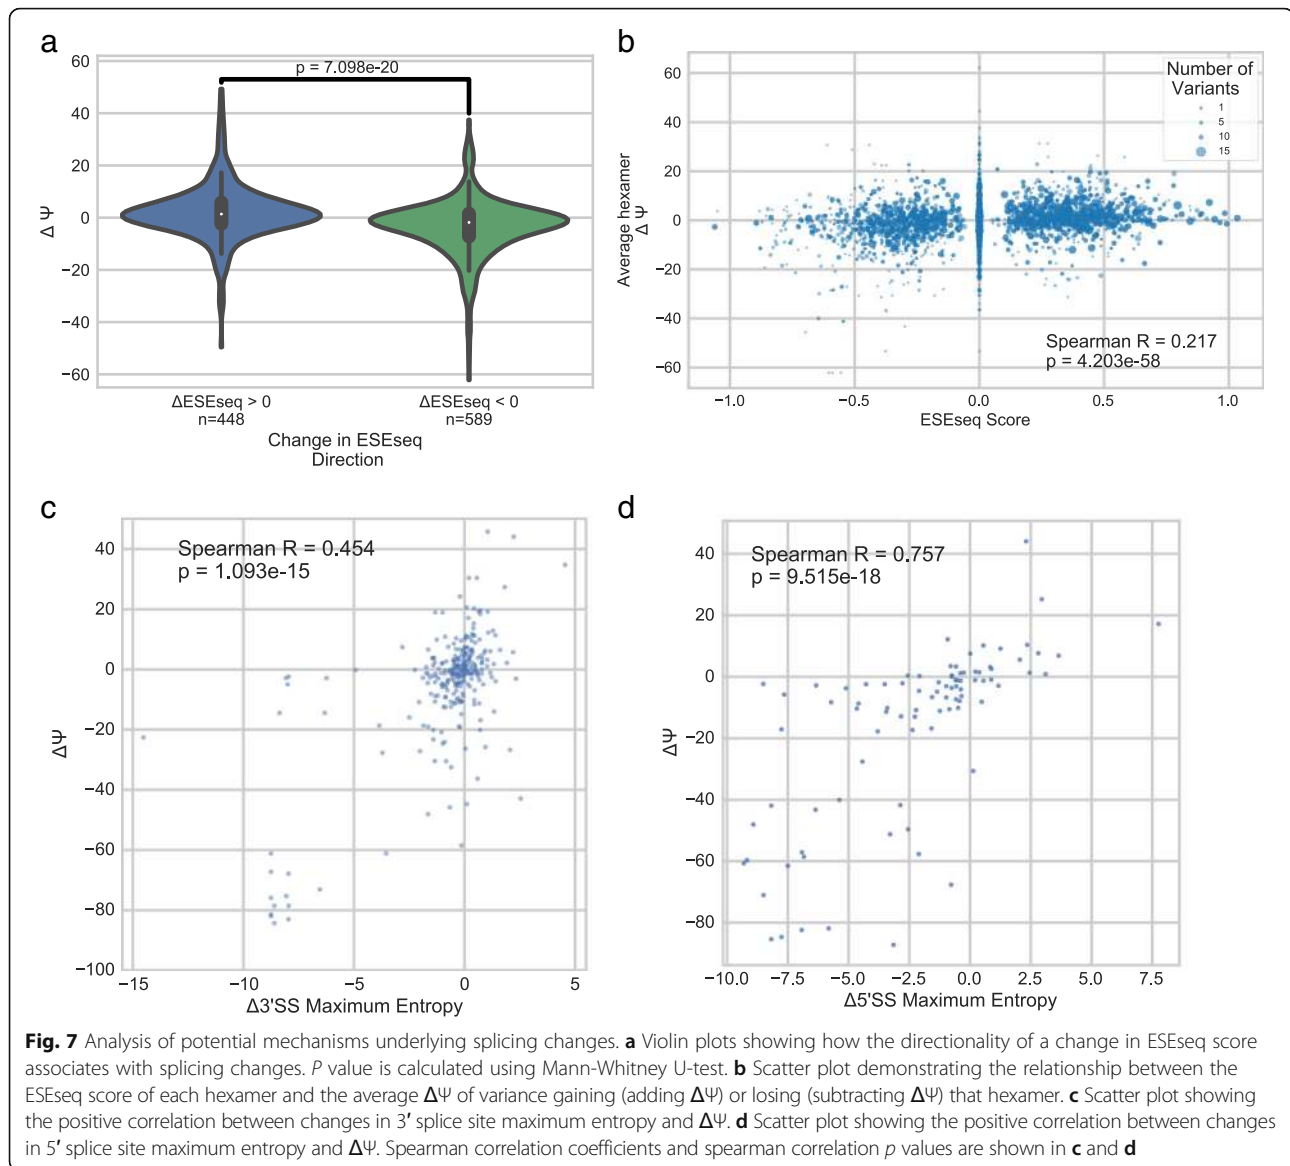 a
60
40
20
0
−20
−40
−60
Δ Ψ
p = 7.098e-20
ΔESEseq > 0
n=448
ΔESEseq < 0
n=589
Change in ESEseq
Direction
b
60
40
20
0
−20
−40
−60
Average hexamer
Δ Ψ
Number of
Variants
1
5
10
15
Spearman R = 0.217
p = 4.203e-58
−1.0
−0.5
0.0
0.5
1.0
ESEseq Score
c
40
20
0
−20
−40
−60
−80
−100
ΔΨ
Spearman R = 0.454
p = 1.093e-15
−15
−10
−5
0
5
Δ3'SS Maximum Entropy
d
40
20
0
−20
−40
−60
−80
ΔΨ
Spearman R = 0.757
p = 9.515e-18
−10.0
−7.5
−5.0
−2.5
0.0
2.5
5.0
7.5
Δ5'SS Maximum Entropy
Fig. 7 Analysis of potential mechanisms underlying splicing changes. a Violin plots showing how the directionality of a change in ESEseq score
associates with splicing changes. P value is calculated using Mann-Whitney U-test. b Scatter plot demonstrating the relationship between the
ESEseq score of each hexamer and the average ΔΨ of variance gaining (adding ΔΨ) or losing (subtracting ΔΨ) that hexamer. c Scatter plot showing
the positive correlation between changes in 3′ splice site maximum entropy and ΔΨ. d Scatter plot showing the positive correlation between changes
in 5′ splice site maximum entropy and ΔΨ. Spearman correlation coefficients and spearman correlation p values are shown in c and d